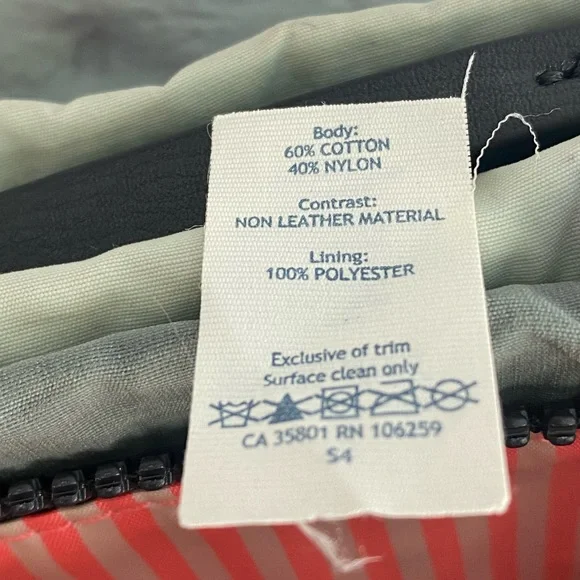 Body:
60% COTTON
40% NYLON
Contrast:
NON LEATHER MATERIAL
Lining:
100% POLYESTER
Exclusive of trim
Surface clean only
CA 35801 RN 106259
S4